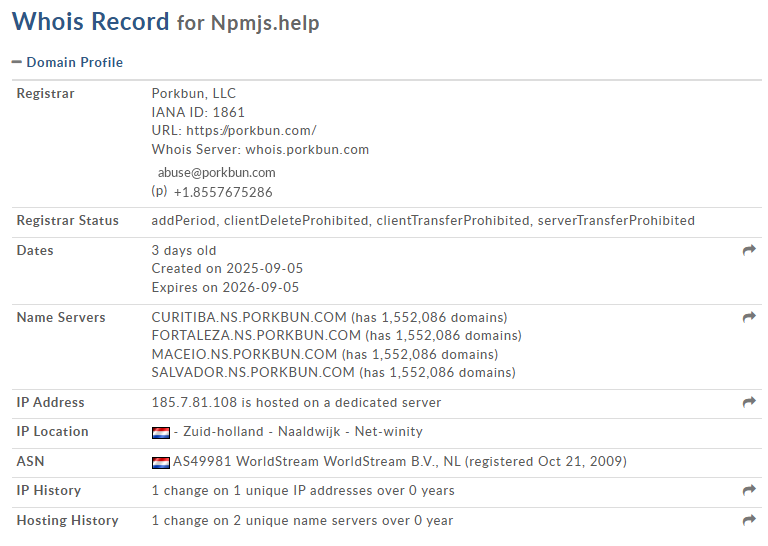 Whois Record for Npmjs.help
Domain Profile
Registrar
Porkbun, LLC
IANA ID: 1861
URL: https://porkbun.com/
Whois Server: whois.porkbun.com
abuse@porkbun.com
(p) +1.8557675286
Registrar Status addPeriod, clientDeleteProhibited, clientTransferProhibited, serverTransferProhibited
Dates
3 days old
Created on 2025-09-05
Expires on 2026-09-05
Name Servers
CURITIBA.NS.PORKBUN.COM (has 1,552,086 domains)
FORTALEZA.NS.PORKBUN.COM (has 1,552,086 domains)
MACEIO.NS.PORKBUN.COM (has 1,552,086 domains)
SALVADOR.NS.PORKBUN.COM (has 1,552,086 domains)
IP Address 185.7.81.108 is hosted on a dedicated server
IP Location - Zuid-holland - Naaldwijk - Net-winity
ASN AS49981 WorldStream WorldStream B.V., NL (registered Oct 21, 2009)
IP History 1 change on 1 unique IP addresses over 0 years
Hosting History 1 change on 2 unique name servers over 0 year